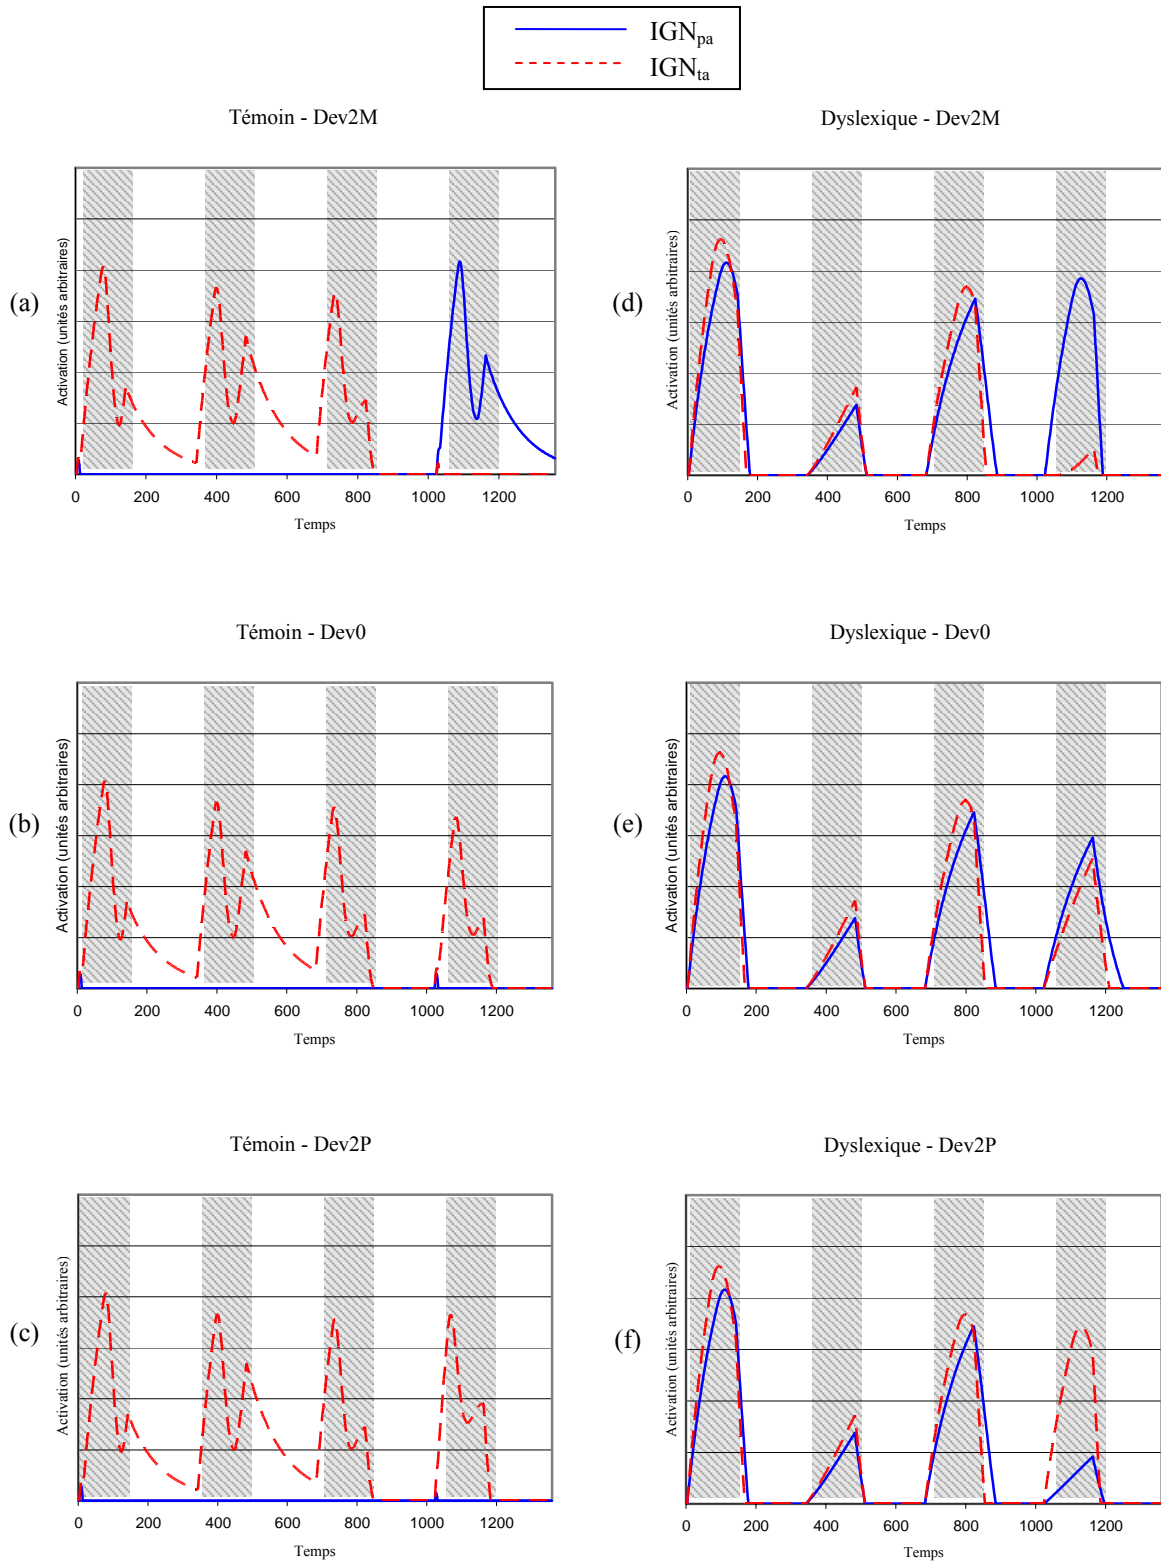 IGNpa
IGNta
Témoin - Dev2M
Dyslexique - Dev2M
(a)
Activation (unités arbitraires)
0 200 400 600 800 1000 1200
Temps
(d)
Activation (unités arbitraires)
0 200 400 600 800 1000 1200
Temps
Témoin - Dev0
Dyslexique - Dev0
(b)
Activation (unités arbitraires)
0 200 400 600 800 1000 1200
Temps
(e)
Activation (unités arbitraires)
0 200 400 600 800 1000 1200
Temps
Témoin - Dev2P
Dyslexique - Dev2P
(c)
Activation (unités arbitraires)
0 200 400 600 800 1000 1200
Temps
(f)
Activation (unités arbitraires)
0 200 400 600 800 1000 1200
Temps